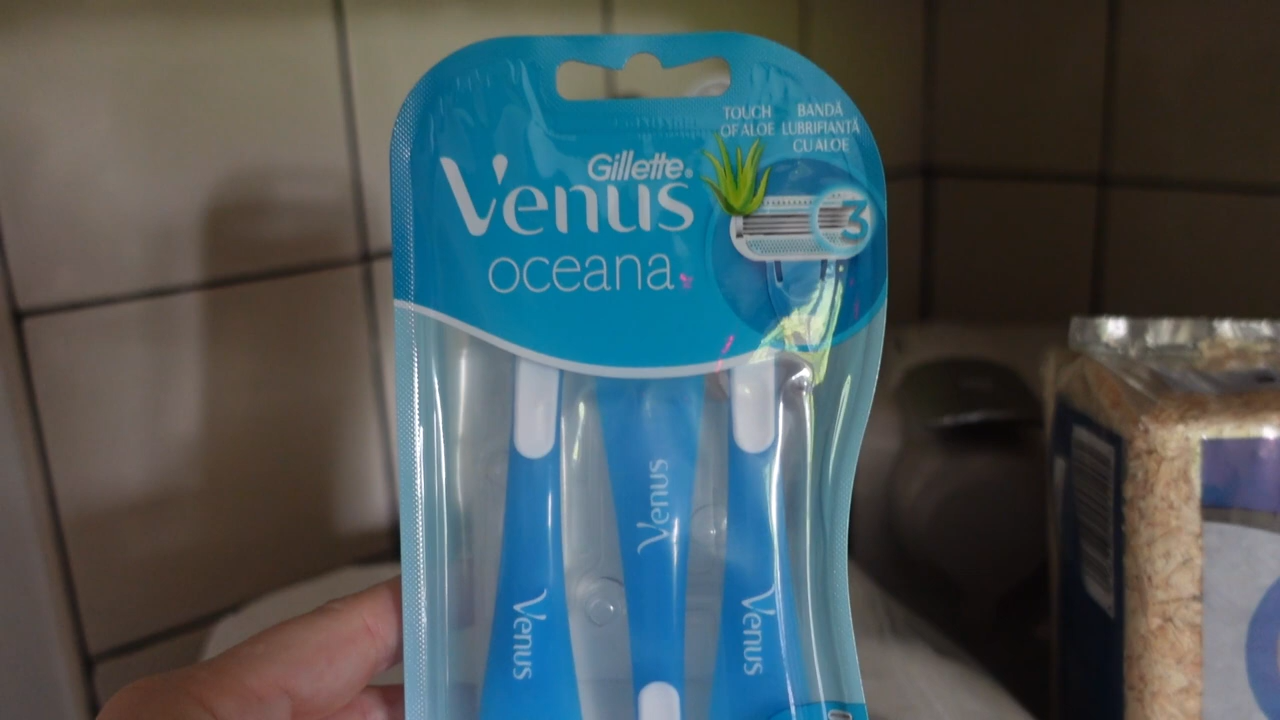 TOUCH
OF ALOE
BANDĂ
LUBRIFIANTĂ
CU ALOE
Gillette®
Venus
oceana
3
Venus
Venus
Venus